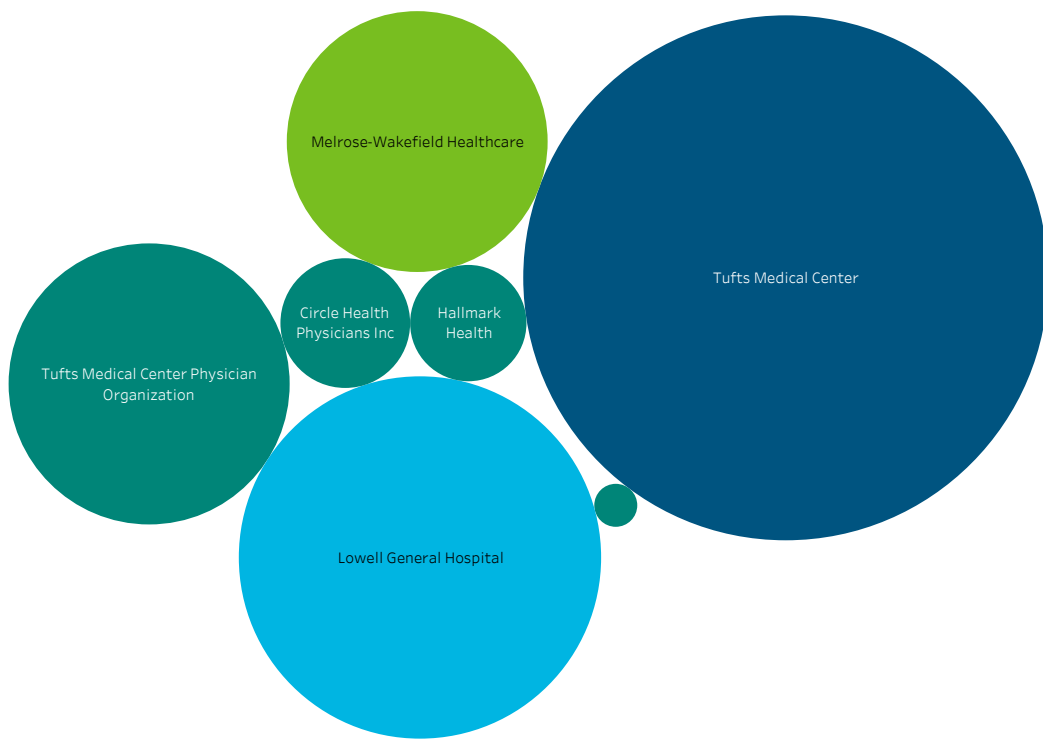 Melrose-Wakefield Healthcare
Tufts Medical Center
Circle Health
Physicians Inc
Hallmark
Health
Tufts Medical Center Physician
Organization
Lowell General Hospital